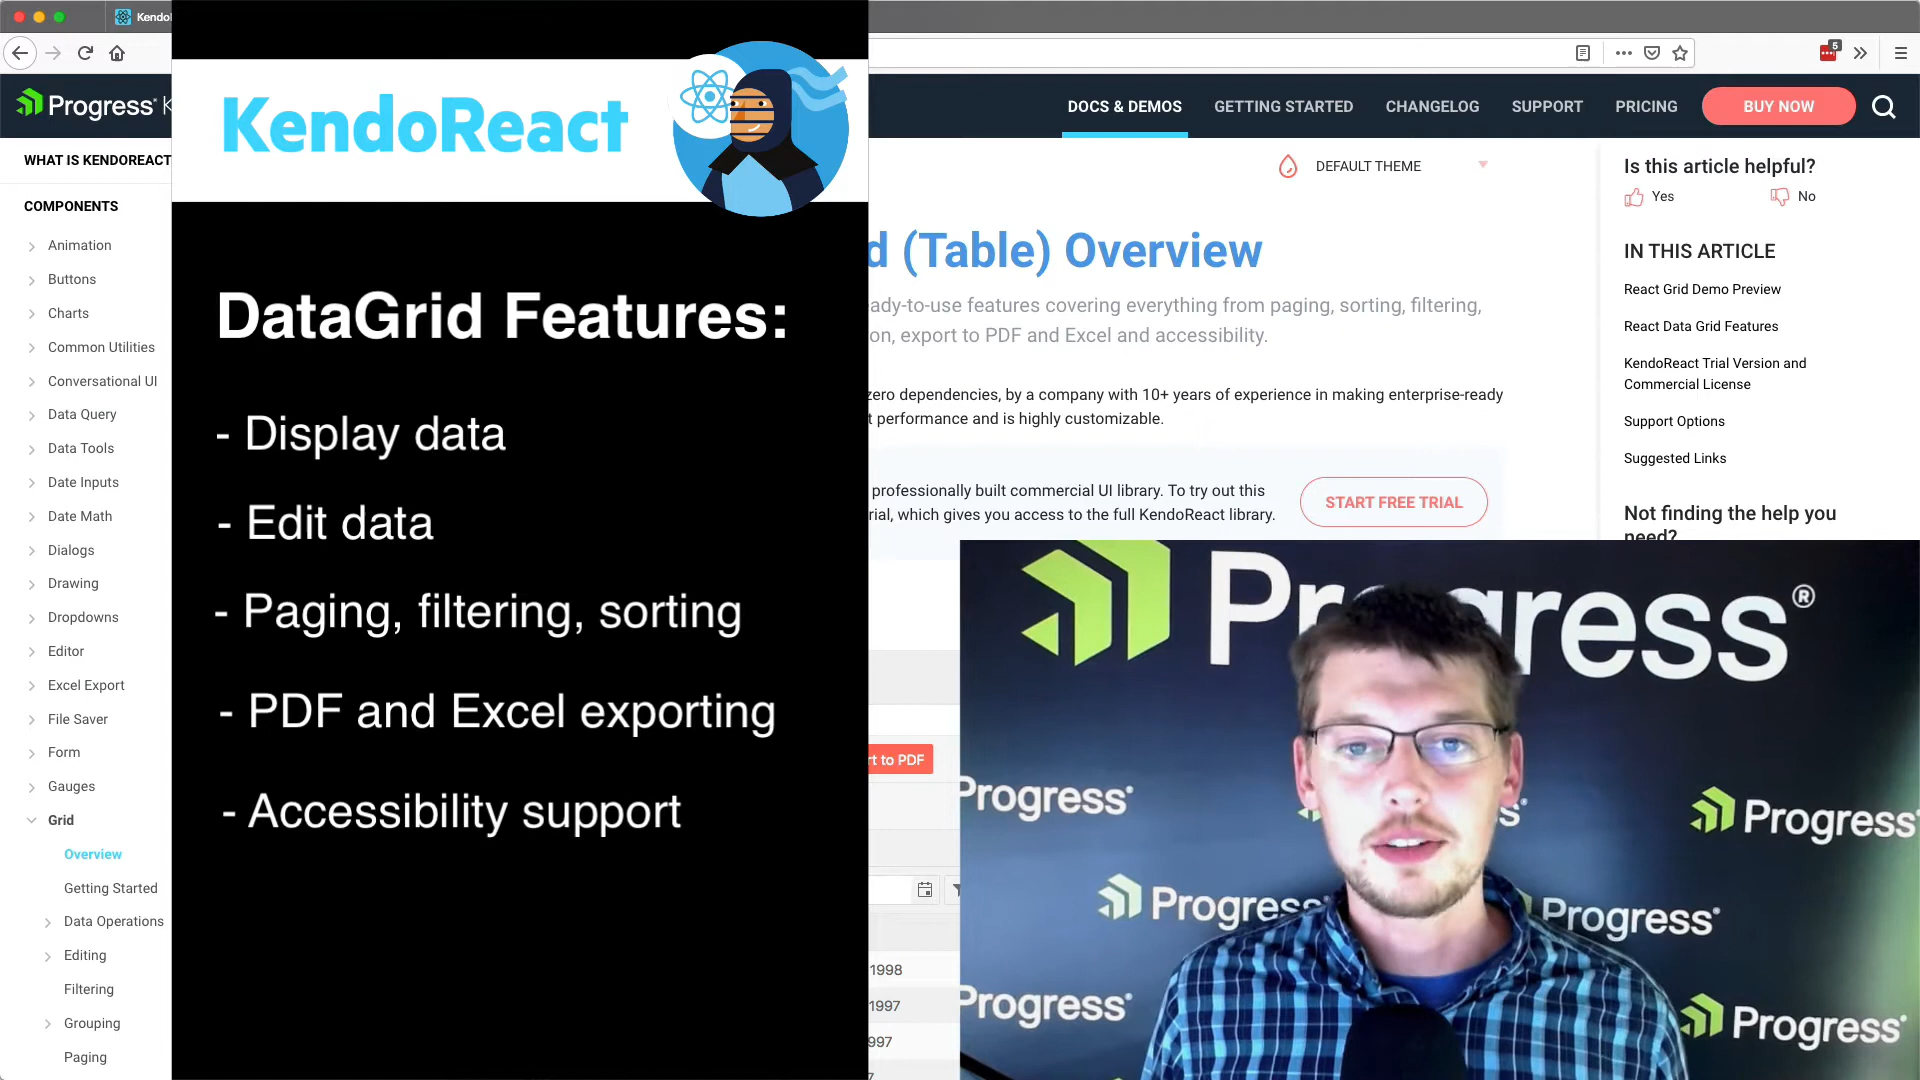 Kendo
5
Progress
DOCS & DEMOS
GETTING STARTED
CHANGELOG
SUPPORT
PRICING
BUY NOW
KendoReact
WHAT IS KENDOREACT
COMPONENTS
Animation
Buttons
Charts
Common Utilities
Conversational UI
Data Query
Data Tools
Date Inputs
Date Math
Dialogs
Drawing
Dropdowns
Editor
Excel Export
File Saver
Form
Gauges
Grid
Overview
Getting Started
Data Operations
Editing
Filtering
Grouping
Paging
DataGrid Features:
- Display data
- Edit data
- Paging, filtering, sorting
- PDF and Excel exporting
- Accessibility support
DEFAULT THEME
d (Table) Overview
ady-to-use features covering everything from paging, sorting, filtering,
on, export to PDF and Excel and accessibility.
zero dependencies, by a company with 10+ years of experience in making enterprise-ready
t performance and is highly customizable.
professionally built commercial UI library. To try out this
rial, which gives you access to the full KendoReact library.
START FREE TRIAL
rt to PDF
1998
1997
997
Is this article helpful?
Yes
No
IN THIS ARTICLE
React Grid Demo Preview
React Data Grid Features
KendoReact Trial Version and
Commercial License
Support Options
Suggested Links
Not finding the help you
need?
Progress®
Progress®
Progress
Progress®
Progress®
Progress®
Progress®